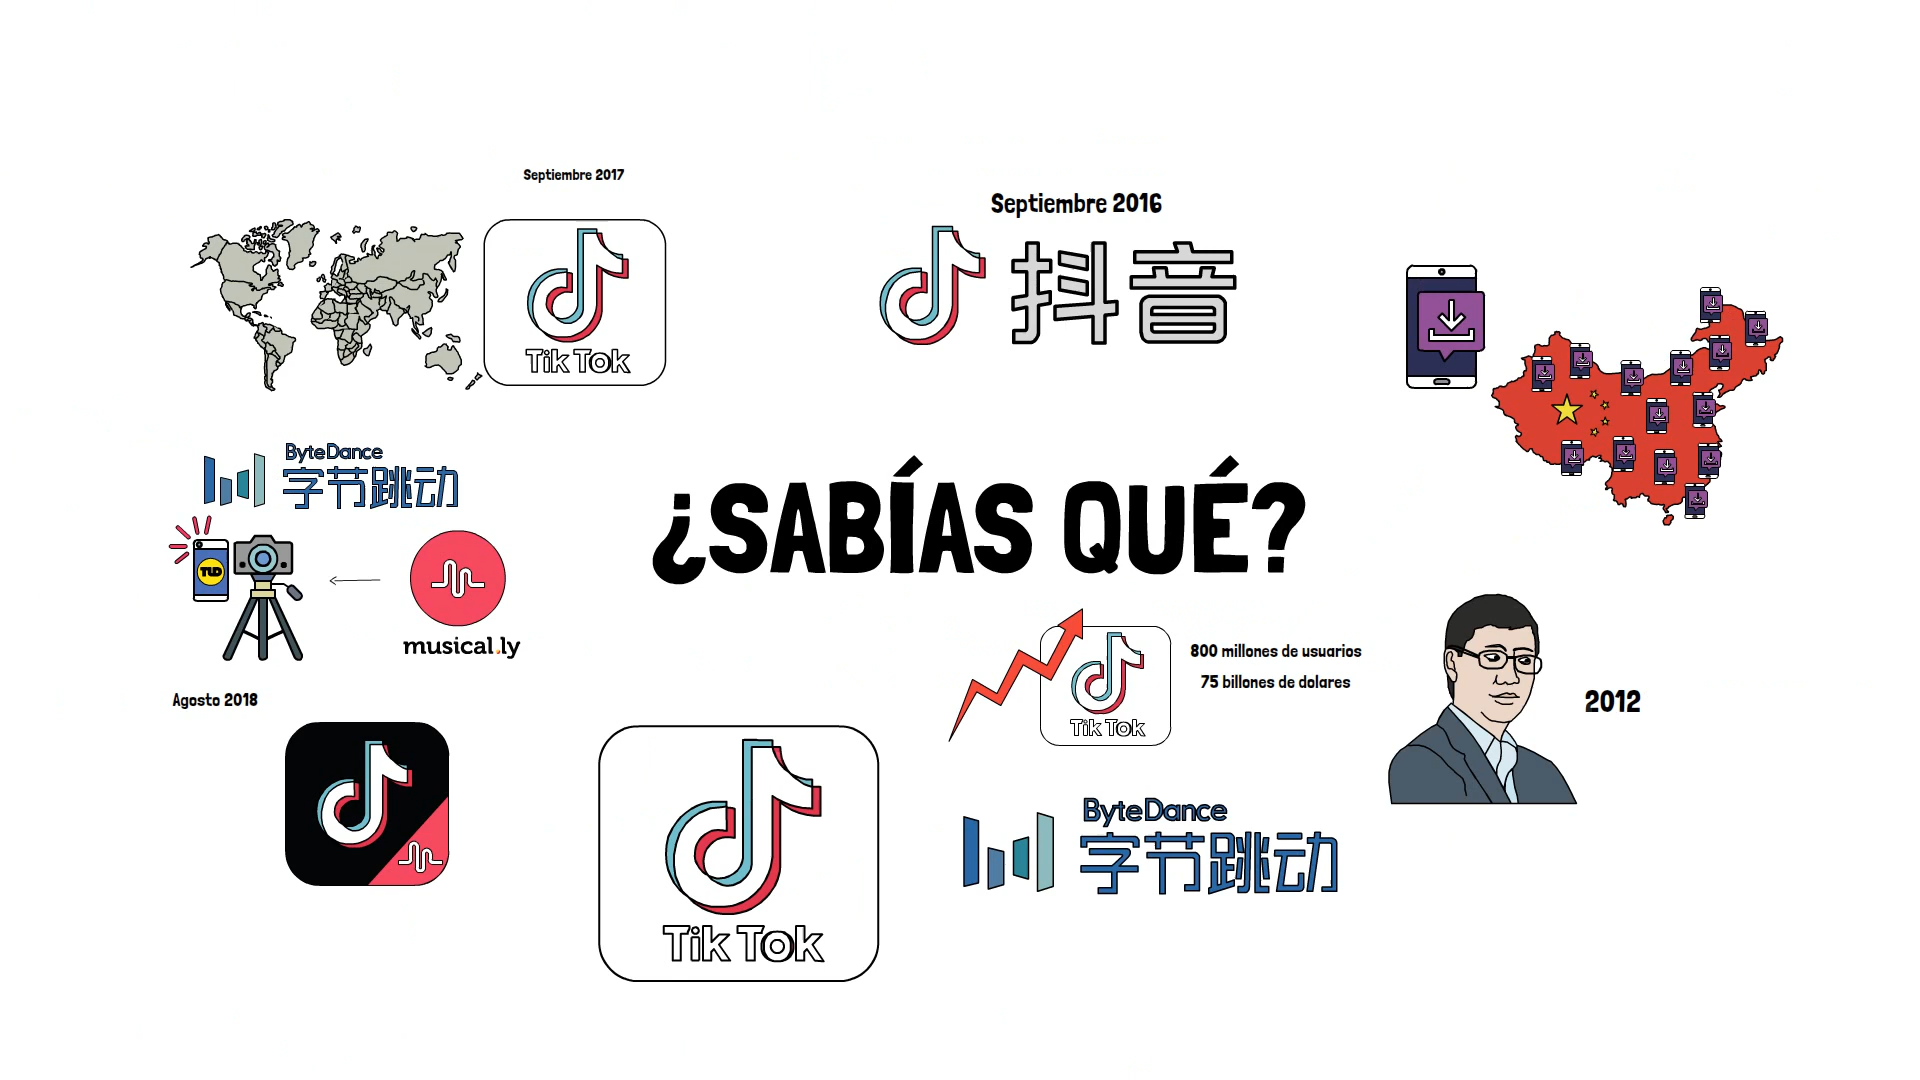 Septiembre 2017
Tik Tok
Septiembre 2016
抖音
ByteDance
字节跳动
TLD
musical.ly
¿SABÍAS QUÉ?
Tik Tok
800 millones de usuarios
75 billones de dolares
2012
Agosto 2018
Tik Tok
ByteDance
字节跳动